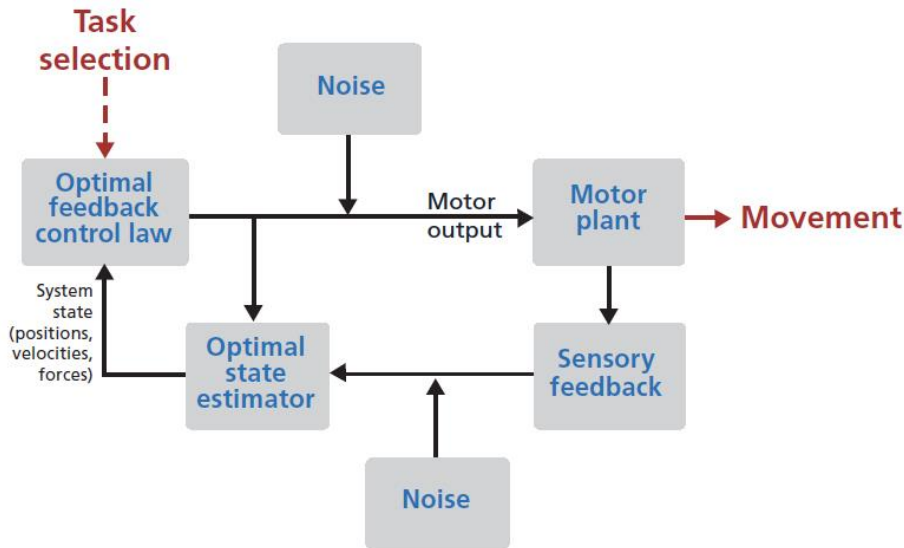 Task
selection
Noise
Optimal
feedback
control law
Motor
output
Motor
plant
Movement
System
state
(positions,
velocities,
forces)
Optimal
state
estimator
Sensory
feedback
Noise